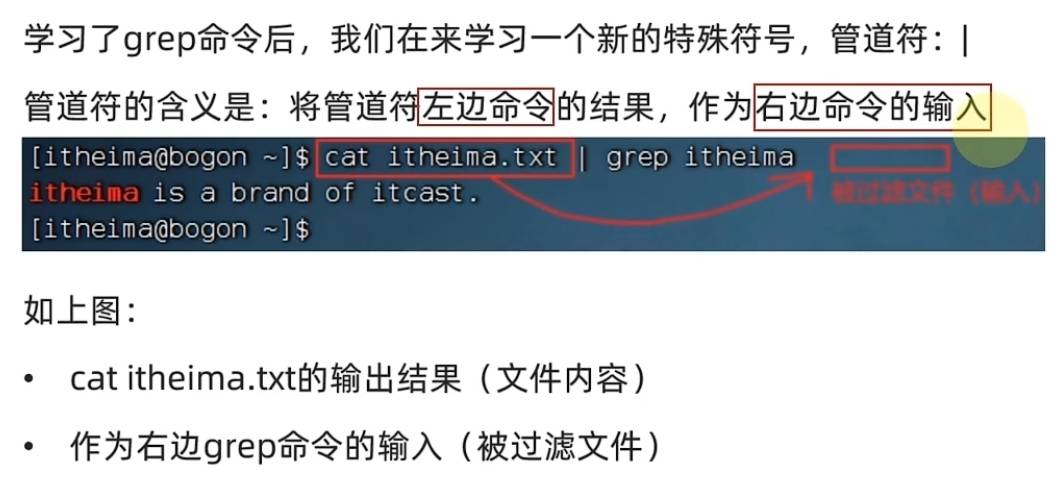 学习了grep命令后，我们在来学习一个新的特殊符号，管道符：|
管道符的含义是：将管道符左边命令的结果，作为右边命令的输入
[itheima@bogon ~]$ cat itheima.txt | grep itheima
被过滤文件（输入）
itheima is a brand of itcast.
[itheima@bogon ~]$
如上图：
• cat itheima.txt的输出结果（文件内容）
• 作为右边grep命令的输入（被过滤文件）